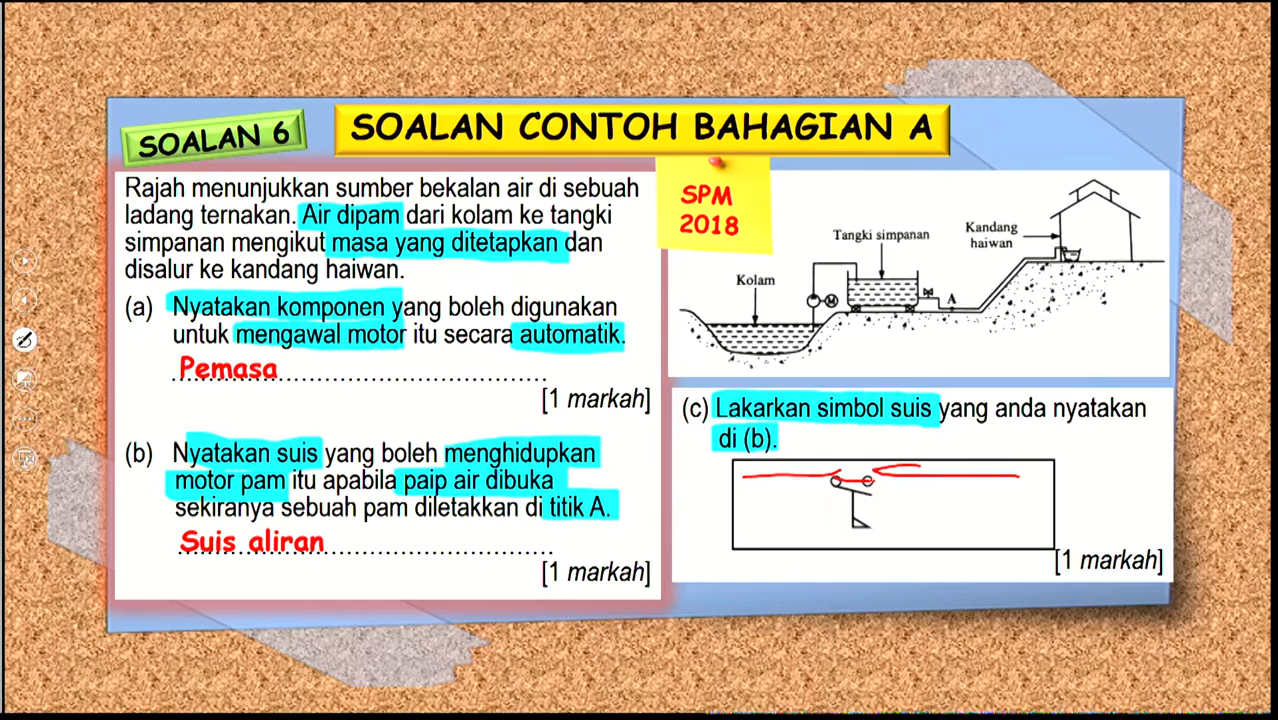 SOALAN 6
SOALAN CONTOH BAHAGIAN A
Rajah menunjukkan sumber bekalan air di sebuah
ladang ternakan. Air dipam dari kolam ke tangki
simpanan mengikut masa yang ditetapkan dan
disalur ke kandang haiwan.
(a) Nyatakan komponen yang boleh digunakan
untuk mengawal motor itu secara automatik.
Pemasa
[1 markah]
(b) Nyatakan suis yang boleh menghidupkan
motor pam itu apabila paip air dibuka
sekiranya sebuah pam diletakkan di titik A.
Suis aliran
[1 markah]
SPM
2018
Tangki simpanan
Kandang
haiwan
Kolam
M
A
(c) Lakarkan simbol suis yang anda nyatakan
di (b).
[1 markah]